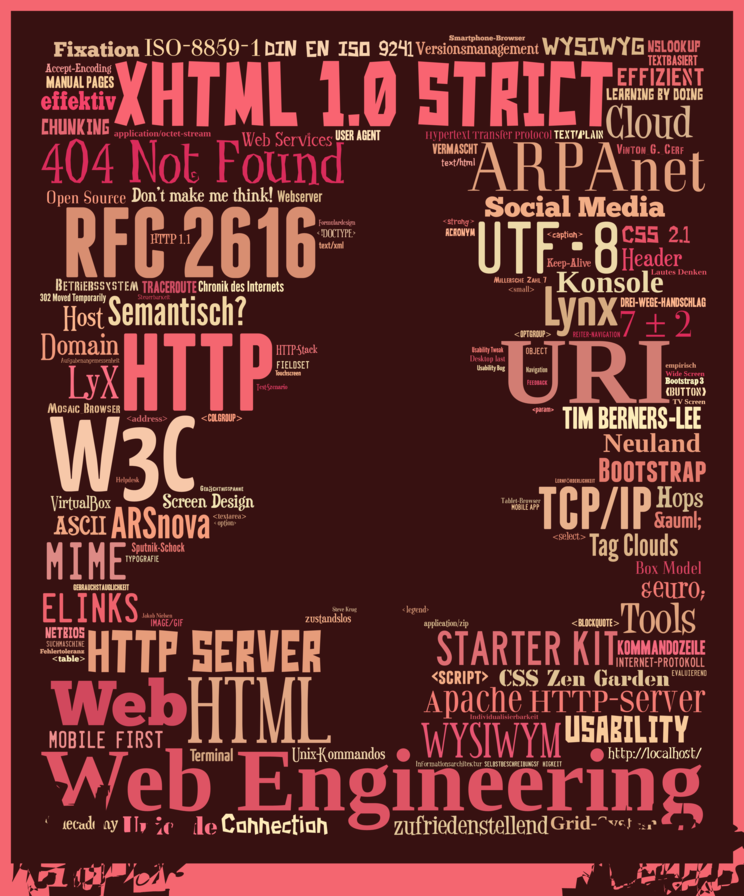 Smartphone-Browser
Fixation ISO-8859-1 DIN EN ISO 9241 Versionsmanagement WYSIWYG NSLOOKUP
TEXTBASIERT
Accept-Encoding
MANUAL PAGES
XHTML 1.0 STRICT
EFFIZIENT
effektiv
LEARNING BY DOING
CHUNKING
application/octet-stream
Web Services
USER AGENT
Hypertext Transfer Protocol
TEXT/PLAIN
Cloud
404 Not Found
VERMASCHT
text/html
ARPAnet
VINTON G. CERF
Open Source
Don't make me think!
Webserver
Social Media
RFC 2616
HTTP 1.1
Formulardesign
<!DOCTYPE>
text/xml
<strong>
ACRONYM
UTF-8
<caption>
Keep-Alive
CSS 2.1
Header
Lautes Denken
BETRIEBSSYSTEM
TRACEROUTE
Chronik des Internets
MILLERSCHE ZAHL 7
<small>
Konsole
302 Moved Temporarily
Steuerbarkeit
Host
Semantisch?
Lynx
DREI-WEGE-HANDSCHLAG
7 ± 2
<OPTGROUP>
REITER-NAVIGATION
Domain
Aufgabenangemessenheit
HTTP
HTTP-Stack
FIELDSET
Touchscreen
TestSzenario
Usability Tweak
Desktop last
Usability Bug
OBJECT
Navigation
FEEDBACK
URI
empirisch
Wide Screen
Bootstrap 3
<BUTTON>
TV Screen
LyX
MOSAIC BROWSER
<address>
<COLGROUP>
<param>
TIM BERNERS-LEE
W3C
Neuland
Helpdesk
BOOTSTRAP
LERNFÖRDERLICHKEIT
GEDÄCHTNISSPANNE
VirtualBox
Screen Design
Tablet-Browser
MOBILE APP
TCP/IP
Hops
&auml;
ASCII
ARSnova
<textarea>
<option>
<select>
Tag Clouds
MIME
Sputnik-Schock
TYPOGRAFIE
Box Model
GEBRAUCHSTAUGLICHKEIT
&euro;
ELINKS
Jakob Nielsen
IMAGE/GIF
Steve Krug
zustandslos
<legend>
application/zip
<BLOCKQUOTE>
Tools
NETBIOS
SUCHMASCHINE
Fehlertoleranz
<table>
HTTP SERVER
STARTER KIT
KOMMANDOZEILE
INTERNET-PROTOKOLL
EVALUIEREND
<SCRIPT>
CSS Zen Garden
Web
HTML
Apache HTTP-Server
Individualisierbarkeit
WYSIWYM
USABILITY
MOBILE FIRST
Terminal
Unix-Kommandos
http://localhost/
Informationsarchitektur
SELBSTBESCHREIBUNGSFÄHIGKEIT
Web Engineering
Connection
zufriedenstellend